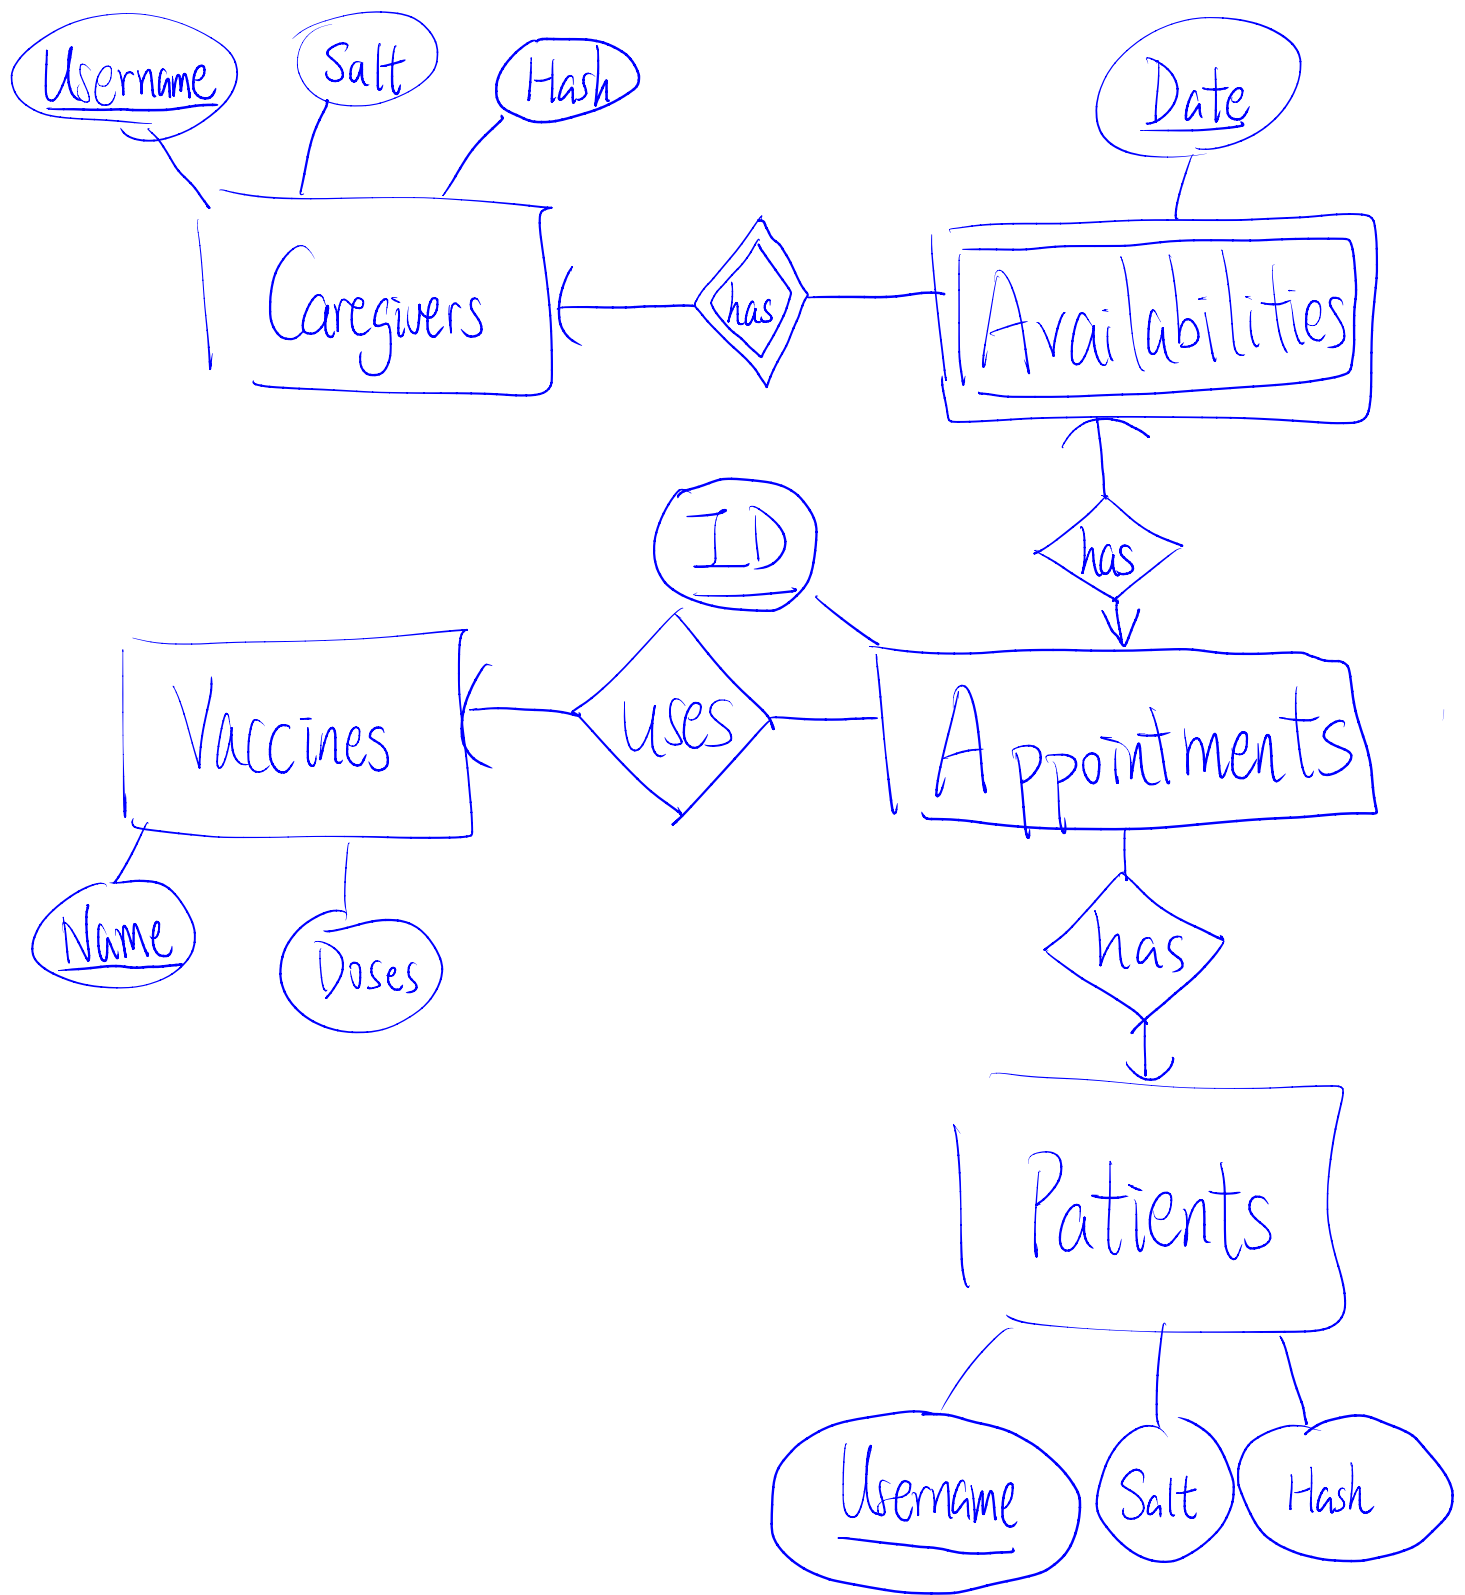 Username
Salt
Hash
Date
Caregivers
has
Availabilities
ID
has
Vaccines
uses
Appointments
Name
Doses
has
Patients
Username
Salt
Hash